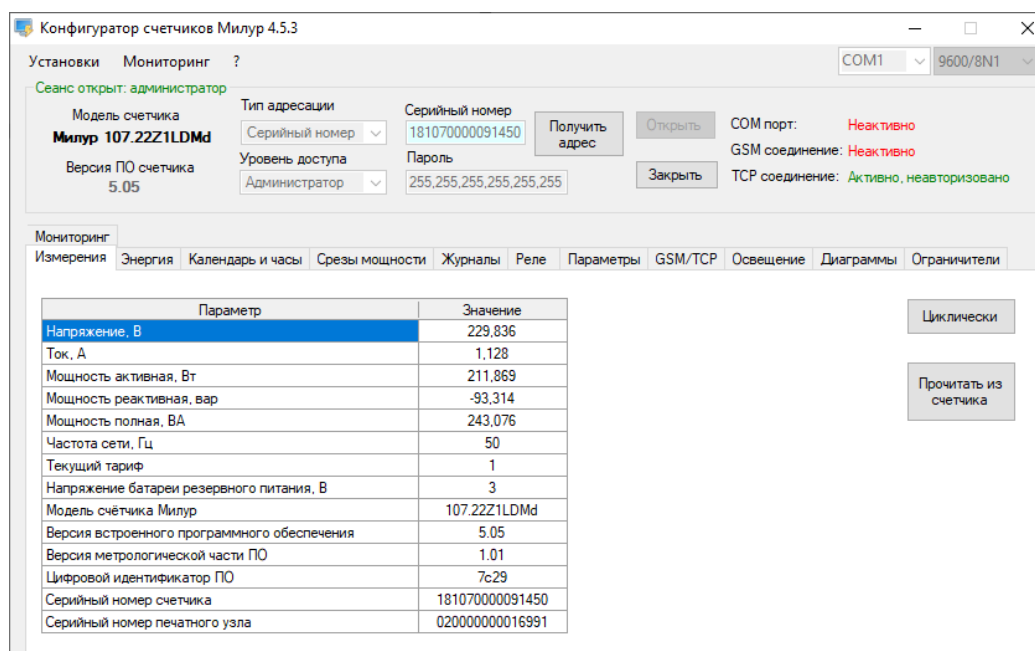 Конфигуратор счетчиков Милур 4.5.3
Установки Мониторинг ? COM1 9600/8N1
Сеанс открыт: администратор
Модель счетчика
Милур 107.22Z1LDMd
Версия ПО счетчика
5.05
Тип адресации
Серийный номер
Уровень доступа
Администратор
Серийный номер
181070000091450
Пароль
255,255,255,255,255,255
Получить
адрес
Открыть
Закрыть
COM порт: Неактивно
GSM соединение: Неактивно
TCP соединение: Активно, неавторизовано
Мониторинг
Измерения Энергия Календарь и часы Срезы мощности Журналы Реле Параметры GSM/TCP Освещение Диаграммы Ограничители
Параметр Значение
Напряжение, В 229,836
Ток, А 1,128
Мощность активная, Вт 211,869
Мощность реактивная, вар -93,314
Мощность полная, ВА 243,076
Частота сети, Гц 50
Текущий тариф 1
Напряжение батареи резервного питания, В 3
Модель счётчика Милур 107.22Z1LDMd
Версия встроенного программного обеспечения 5.05
Версия метрологической части ПО 1.01
Цифровой идентификатор ПО 7c29
Серийный номер счетчика 181070000091450
Серийный номер печатного узла 020000000016991
Циклически
Прочитать из
счетчика